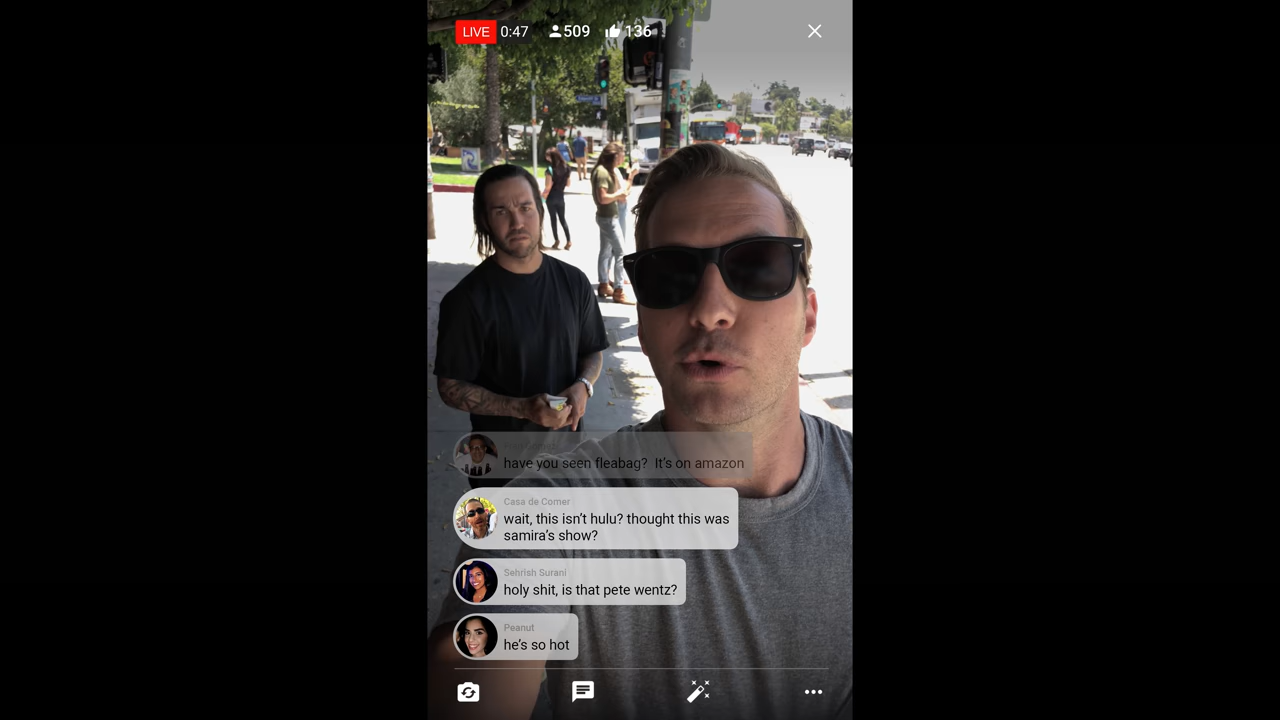 LIVE 0:47 509 136
have you seen fleabag? It's on amazon
Casa de Comer
wait, this isn't hulu? thought this was
samira's show?
Sehrish Surani
holy shit, is that pete wentz?
Peanut
he's so hot